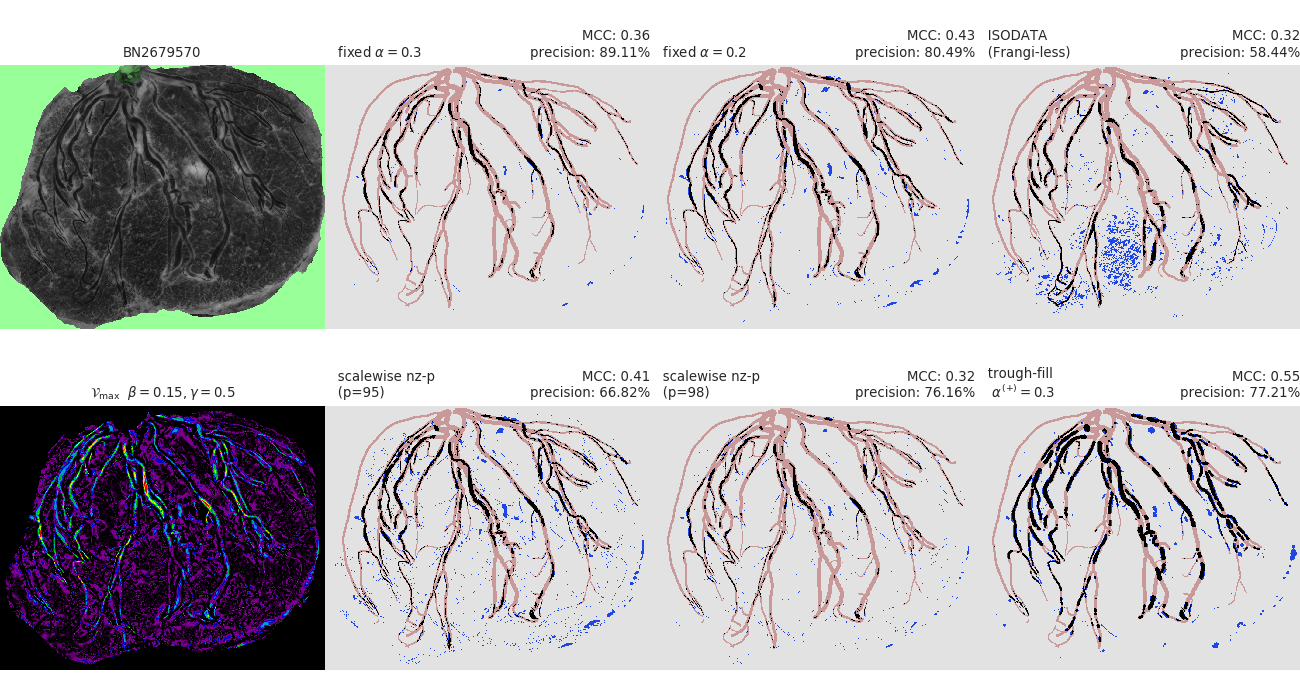 BN2679570
fixed α = 0.3
MCC: 0.36
precision: 89.11%
fixed α = 0.2
MCC: 0.43
precision: 80.49%
ISODATA
(Frangi-less)
MCC: 0.32
precision: 58.44%
𝒱max β = 0.15, γ = 0.5
scalewise nz-p
(p=95)
MCC: 0.41
precision: 66.82%
scalewise nz-p
(p=98)
MCC: 0.32
precision: 76.16%
trough-fill
α(+) = 0.3
MCC: 0.55
precision: 77.21%